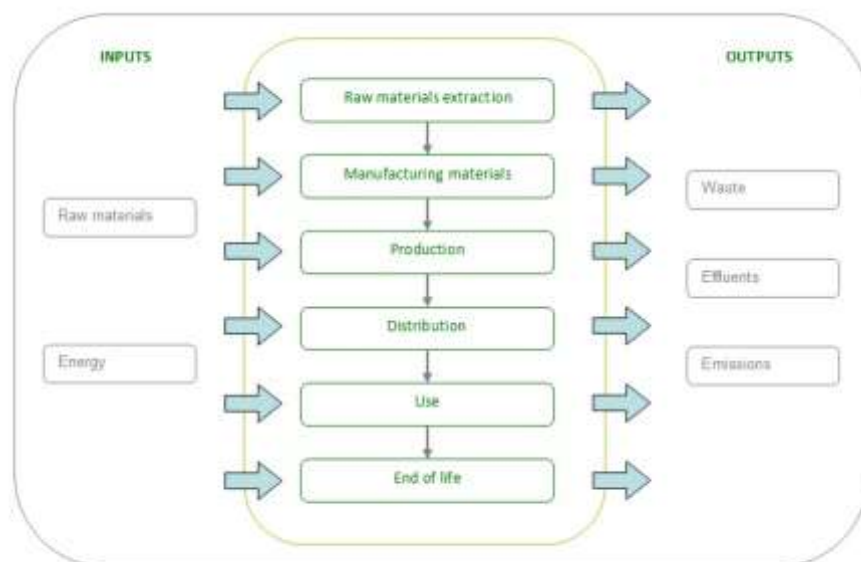 INPUTS
OUTPUTS
Raw materials extraction
Manufacturing materials
Waste
Raw materials
Production
Effluents
Distribution
Energy
Emissions
Use
End of life